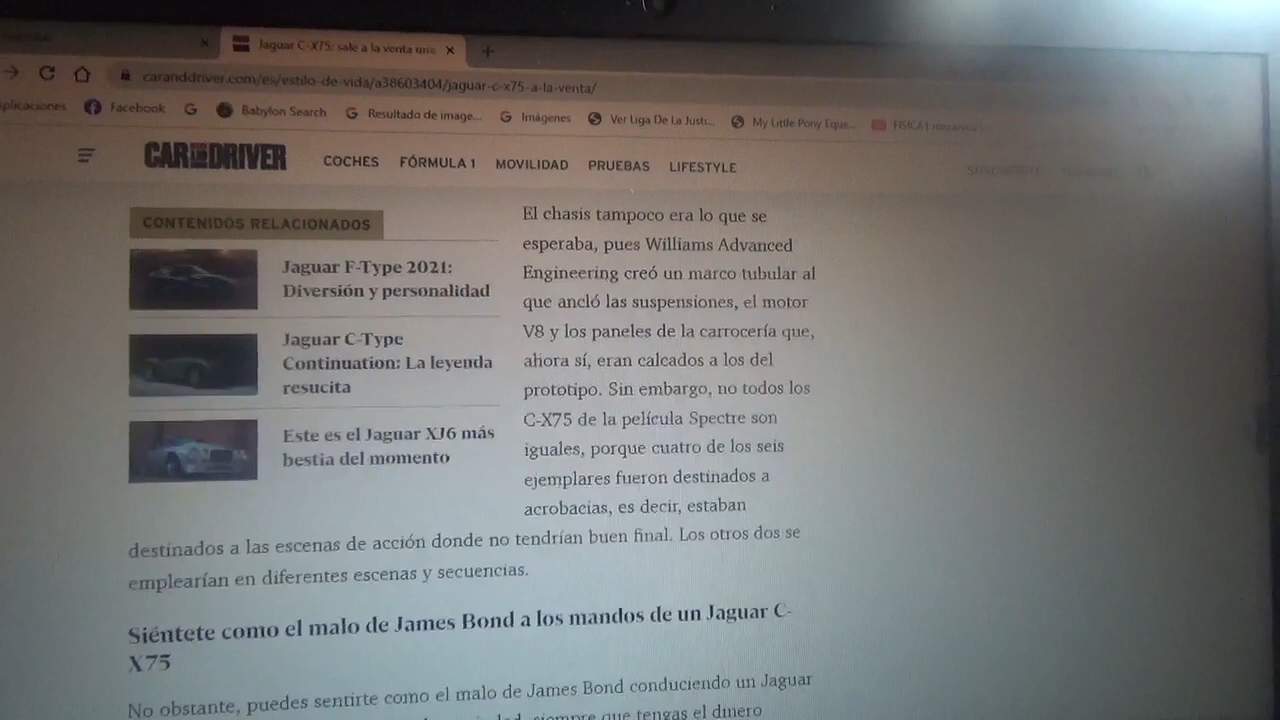 Jaguar C-X75: sale a la venta uno
caranddriver.com/es/estilo-de-vida/a38603404/jaguar-c-x75-a-la-venta/
plicaciones Facebook Babylon Search Resultado de image... Imágenes Ver Liga De La Justi... My Little Pony Eque...
CAR AND DRIVER COCHES FÓRMULA 1 MOVILIDAD PRUEBAS LIFESTYLE
CONTENIDOS RELACIONADOS
Jaguar F-Type 2021:
Diversión y personalidad
Jaguar C-Type
Continuation: La leyenda
resucita
Este es el Jaguar XJ6 más
bestia del momento
El chasis tampoco era lo que se
esperaba, pues Williams Advanced
Engineering creó un marco tubular al
que ancló las suspensiones, el motor
V8 y los paneles de la carrocería que,
ahora sí, eran calcados a los del
prototipo. Sin embargo, no todos los
C-X75 de la película Spectre son
iguales, porque cuatro de los seis
ejemplares fueron destinados a
acrobacias, es decir, estaban
destinados a las escenas de acción donde no tendrían buen final. Los otros dos se
emplearían en diferentes escenas y secuencias.
Siéntete como el malo de James Bond a los mandos de un Jaguar C-
X75
No obstante, puedes sentirte como el malo de James Bond conduciendo un Jaguar
siempre que tengas el dinero